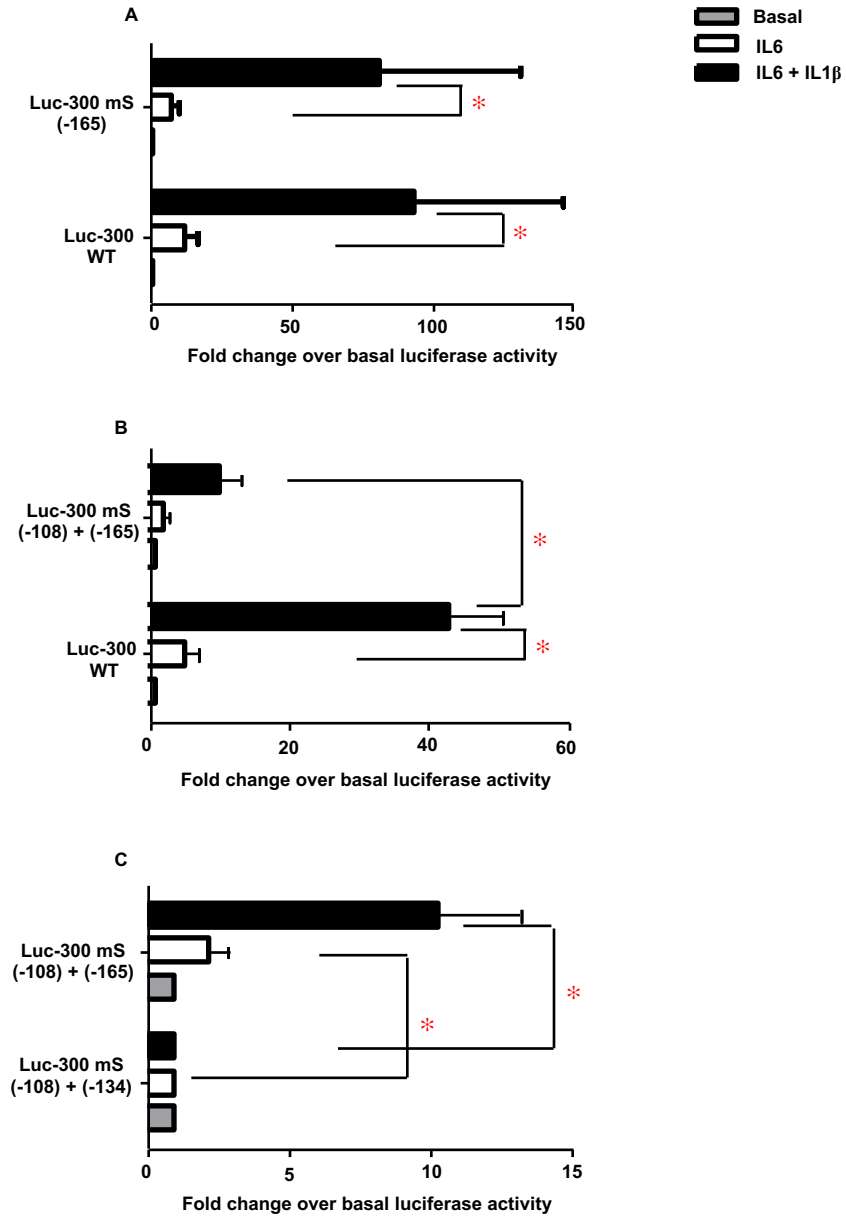 A
Basal
IL6
IL6 + IL1β
Luc-300 mS
(-165)
*
Luc-300
WT
*
0 50 100 150
Fold change over basal luciferase activity
B
Luc-300 mS
(-108) + (-165)
*
Luc-300
WT
*
0 20 40 60
Fold change over basal luciferase activity
C
Luc-300 mS
(-108) + (-165)
*
*
Luc-300 mS
(-108) + (-134)
0 5 10 15
Fold change over basal luciferase activity